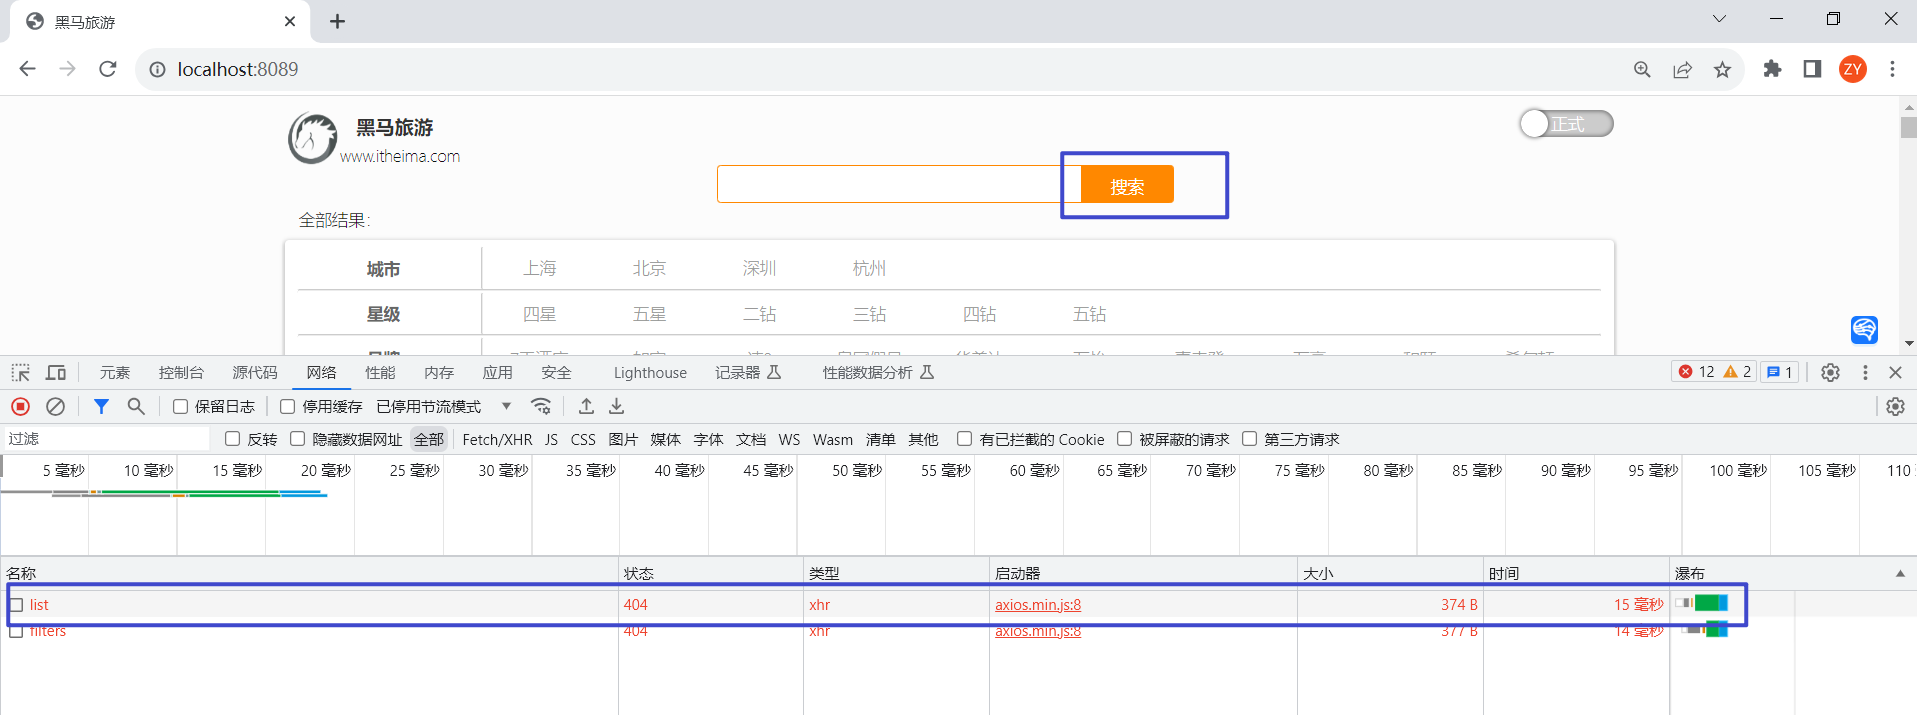 黑马旅游
localhost:8089
ZY
黑马旅游
www.itheima.com
正式
搜索
全部结果:
城市 上海 北京 深圳 杭州
星级 四星 五星 二钻 三钻 四钻 五钻
元素 控制台 源代码 网络 性能 内存 应用 安全 Lighthouse 记录器 性能数据分析 12 2 1
保留日志 停用缓存 已停用节流模式
过滤 反转 隐藏数据网址 全部 Fetch/XHR JS CSS 图片 媒体 字体 文档 WS Wasm 清单 其他 有已拦截的 Cookie 被屏蔽的请求 第三方请求
5 毫秒 10 毫秒 15 毫秒 20 毫秒 25 毫秒 30 毫秒 35 毫秒 40 毫秒 45 毫秒 50 毫秒 55 毫秒 60 毫秒 65 毫秒 70 毫秒 75 毫秒 80 毫秒 85 毫秒 90 毫秒 95 毫秒 100 毫秒 105 毫秒 110
名称 状态 类型 启动器 大小 时间 瀑布
list 404 xhr axios.min.js:8 374 B 15 毫秒
filters 404 xhr axios.min.js:8 377 B 14 毫秒